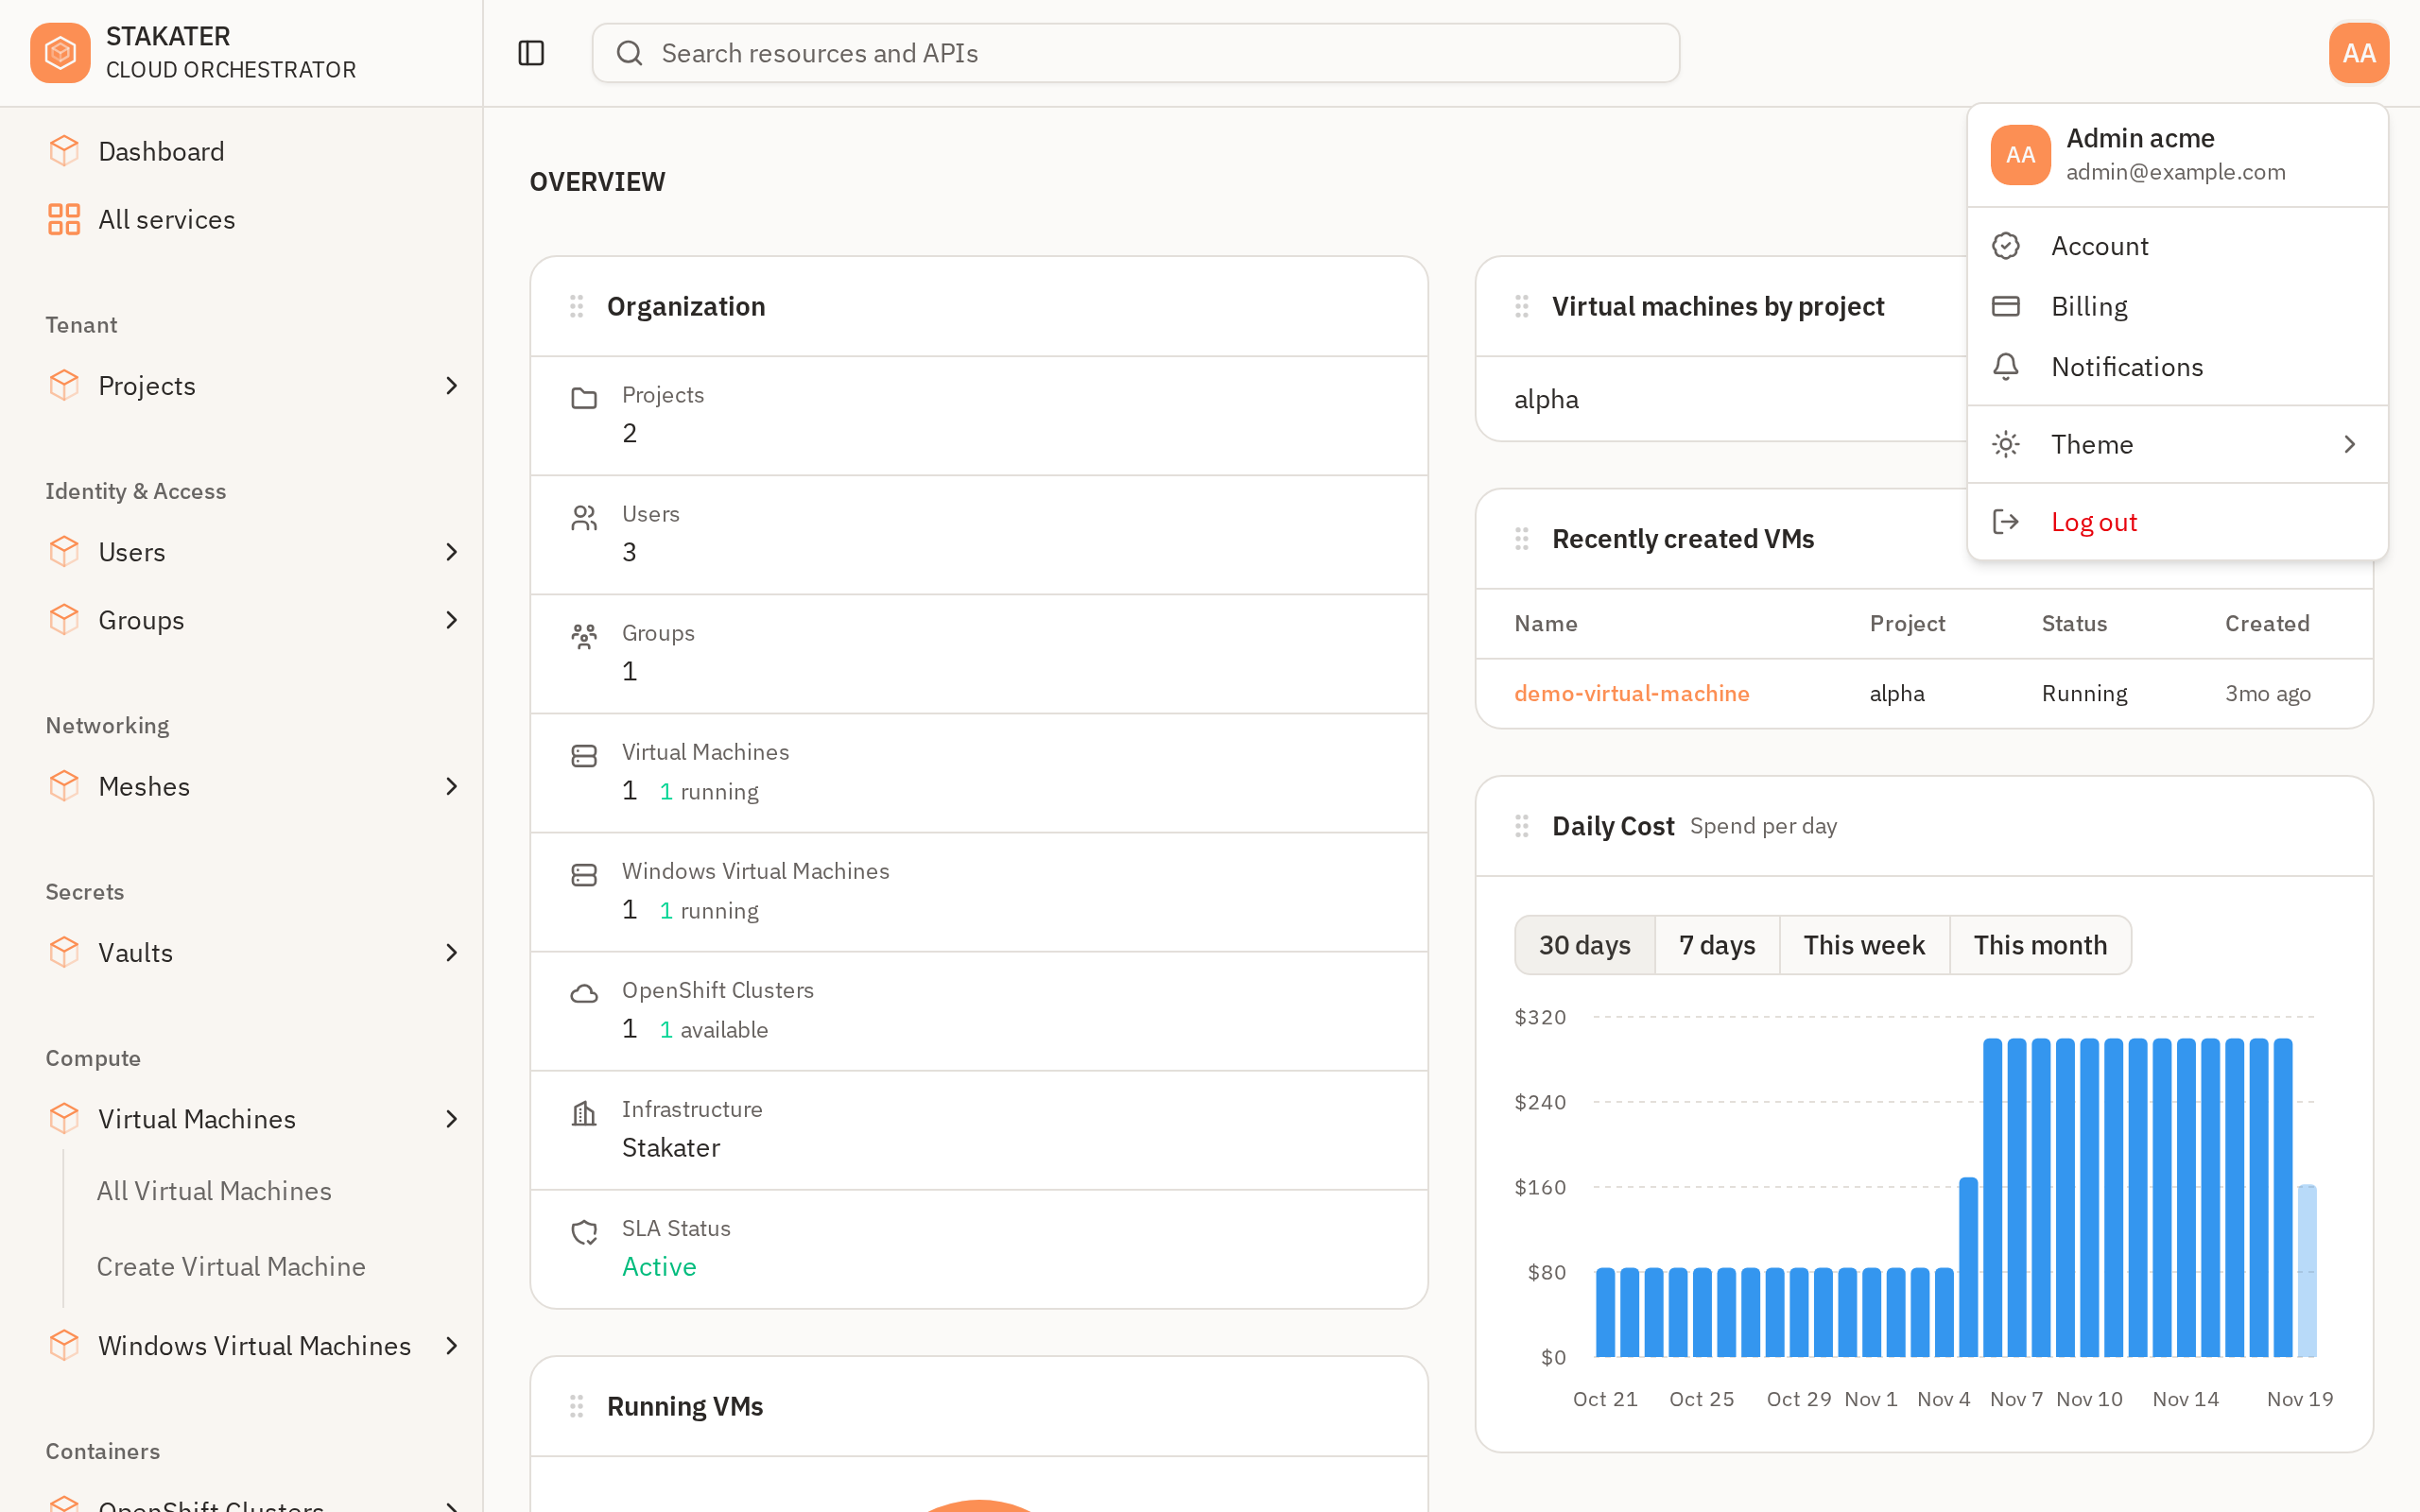 STAKATER
CLOUD ORCHESTRATOR
Search resources and APIs
AA
Dashboard
All services
Tenant
Projects
Identity & Access
Users
Groups
Networking
Meshes
Secrets
Vaults
Compute
Virtual Machines
All Virtual Machines
Create Virtual Machine
Windows Virtual Machines
Containers
OpenShift Clusters
OVERVIEW
Organization
Projects
2
Users
3
Groups
1
Virtual Machines
1 1 running
Windows Virtual Machines
1 1 running
OpenShift Clusters
1 1 available
Infrastructure
Stakater
SLA Status
Active
Running VMs
Virtual machines by project
alpha
Recently created VMs
Name Project Status Created
demo-virtual-machine alpha Running 3mo ago
Daily Cost Spend per day
30 days 7 days This week This month
$320
$240
$160
$80
$0
Oct 21 Oct 25 Oct 29 Nov 1 Nov 4 Nov 7 Nov 10 Nov 14 Nov 19
AA
Admin acme
admin@example.com
Account
Billing
Notifications
Theme
Log out